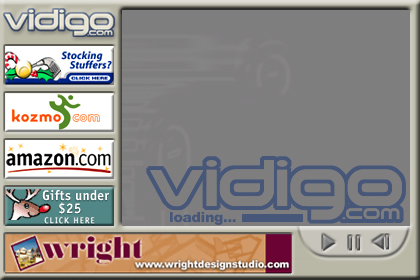 vidigo.com
Stocking
Stuffers?
CLICK HERE
kozmo.com
amazon.com
Gifts under
$25
CLICK HERE
vidigo.com
loading...
wright
www.wrightdesignstudio.com